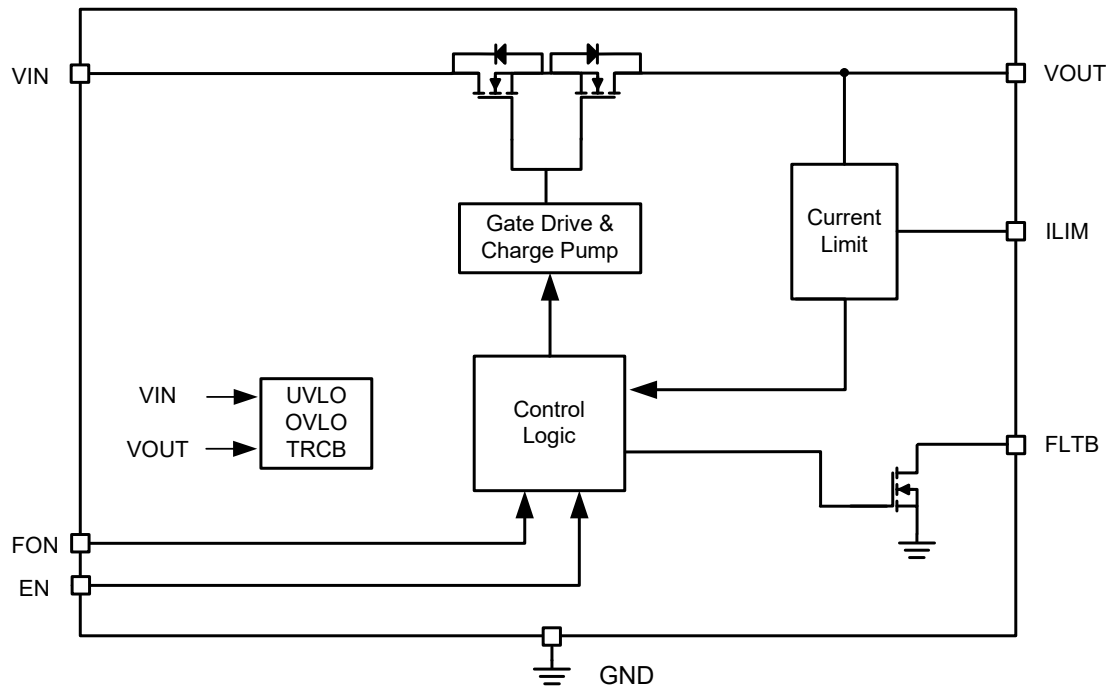 VIN
VOUT
Gate Drive &
Charge Pump
Current
Limit
ILIM
VIN
VOUT
UVLO
OVLO
TRCB
Control
Logic
FLTB
FON
EN
GND